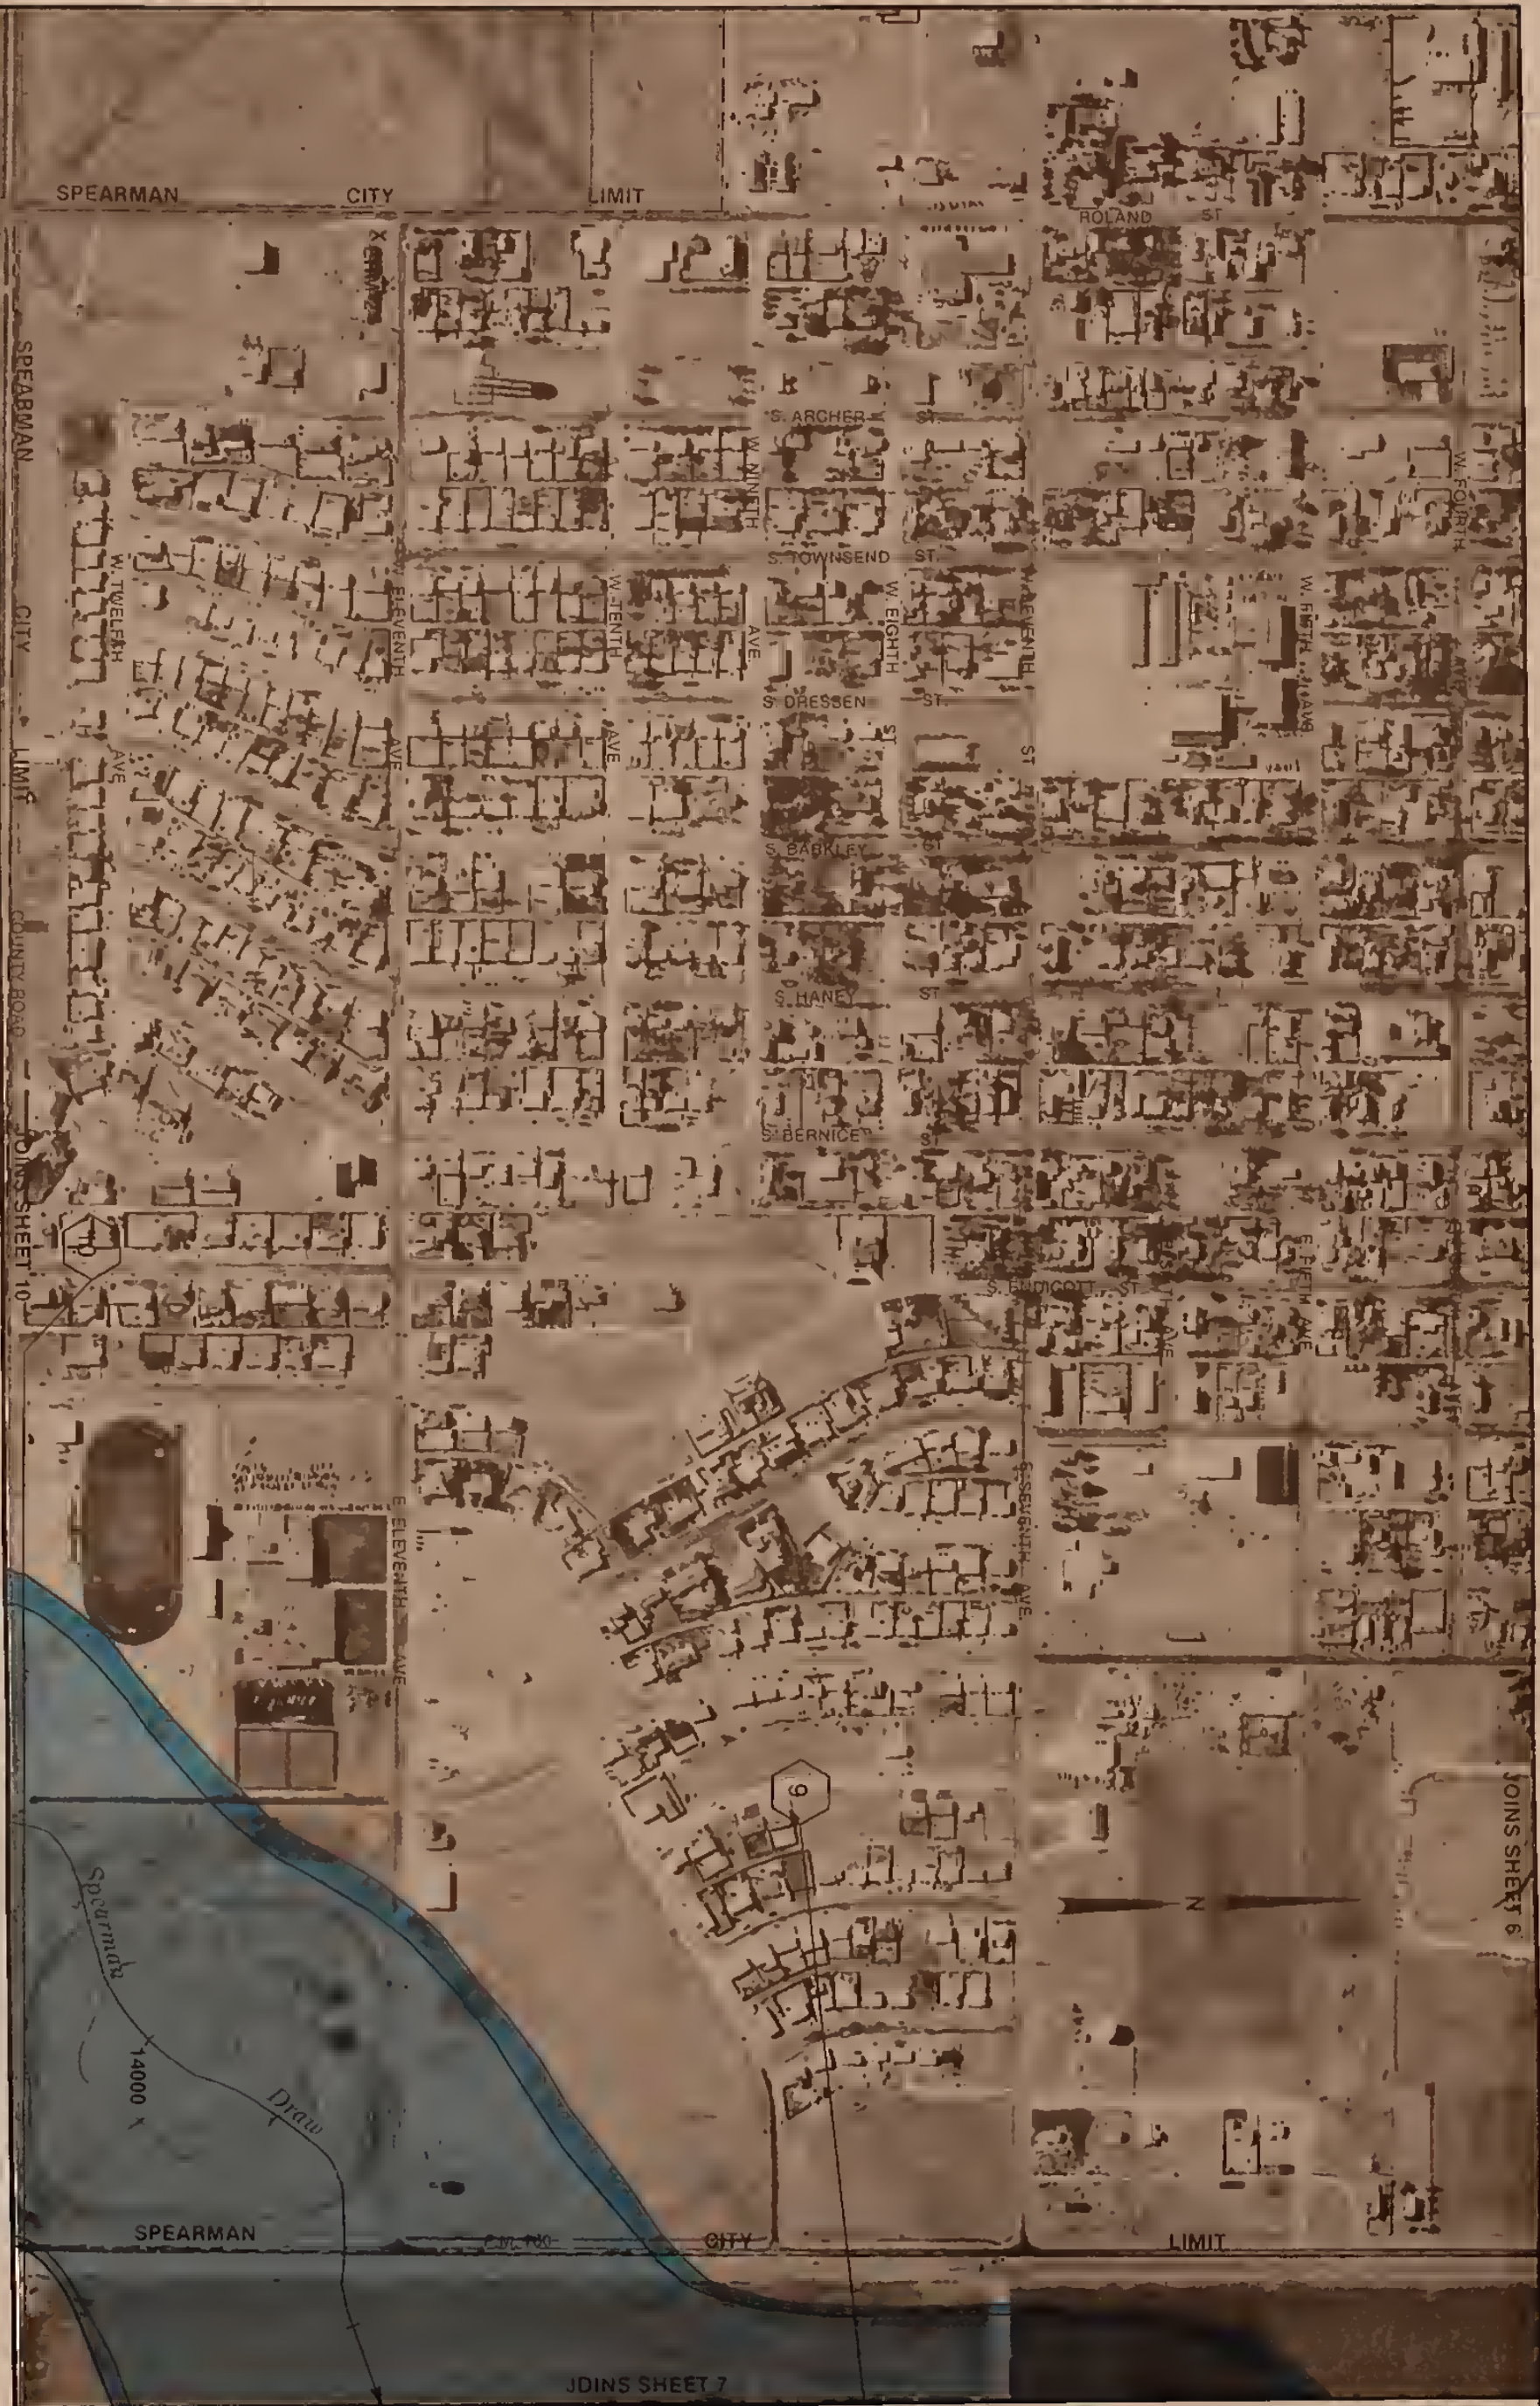 SPEARMAN CITY LIMIT
ROLAND ST
SPEARMAN CITY LIMIT
COUNTY ROAD
JOINS SHEET 10
S. ARCHER ST.
W. NINTH AVE
W. FOURTH AVE
S. TOWNSEND ST.
W. TWELFTH AVE
W. ELEVENTH AVE
W. TENTH AVE
W. EIGHTH ST
W. SEVENTH ST
W. FIFTH AVE
S. DRESSEN ST.
S. BARKLEY ST
S. HANEY ST
S. BERNICE ST
10
S. ENDICOTT ST
E. FIFTH AVE
E. ELEVENTH AVE
E. SEVENTH AVE.
9
JOINS SHEET 6
N
Spearman Draw
14000
SPEARMAN CITY LIMIT
JOINS SHEET 7